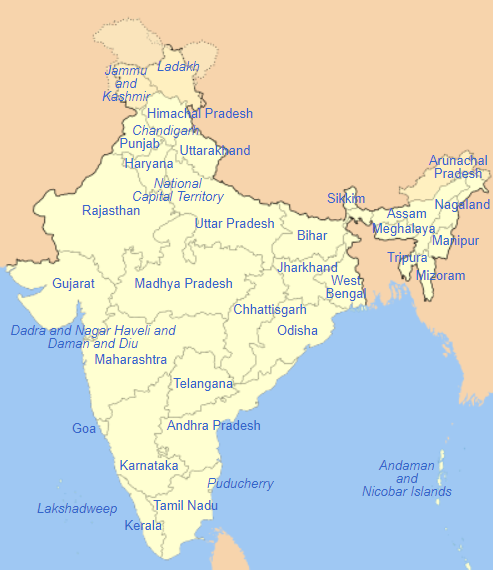 Ladakh
Jammu
and
Kashmir
Himachal Pradesh
Chandigarh
Punjab
Uttarakhand
Haryana
Arunachal
Pradesh
National
Capital Territory
Sikkim
Nagaland
Rajasthan
Assam
Uttar Pradesh
Meghalaya
Bihar
Manipur
Tripura
Jharkhand
Mizoram
Gujarat
Madhya Pradesh
West
Bengal
Chhattisgarh
Dadra and Nagar Haveli and
Daman and Diu
Odisha
Maharashtra
Telangana
Goa
Andhra Pradesh
Karnataka
Andaman
and
Nicobar Islands
Puducherry
Lakshadweep
Tamil Nadu
Kerala